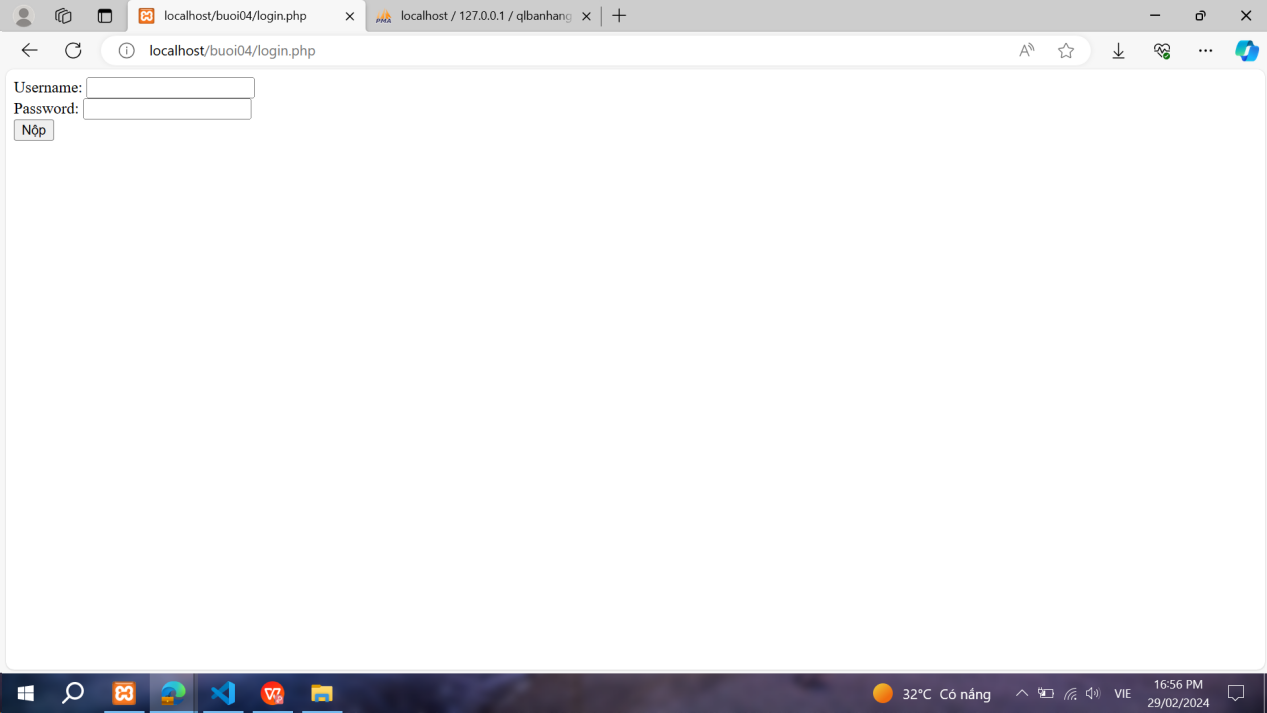 localhost/buoi04/login.php
localhost / 127.0.0.1 / qlbanhang
localhost/buoi04/login.php
Username:
Password:
Nộp
32°C Có nắng
VIE
16:56 PM
29/02/2024